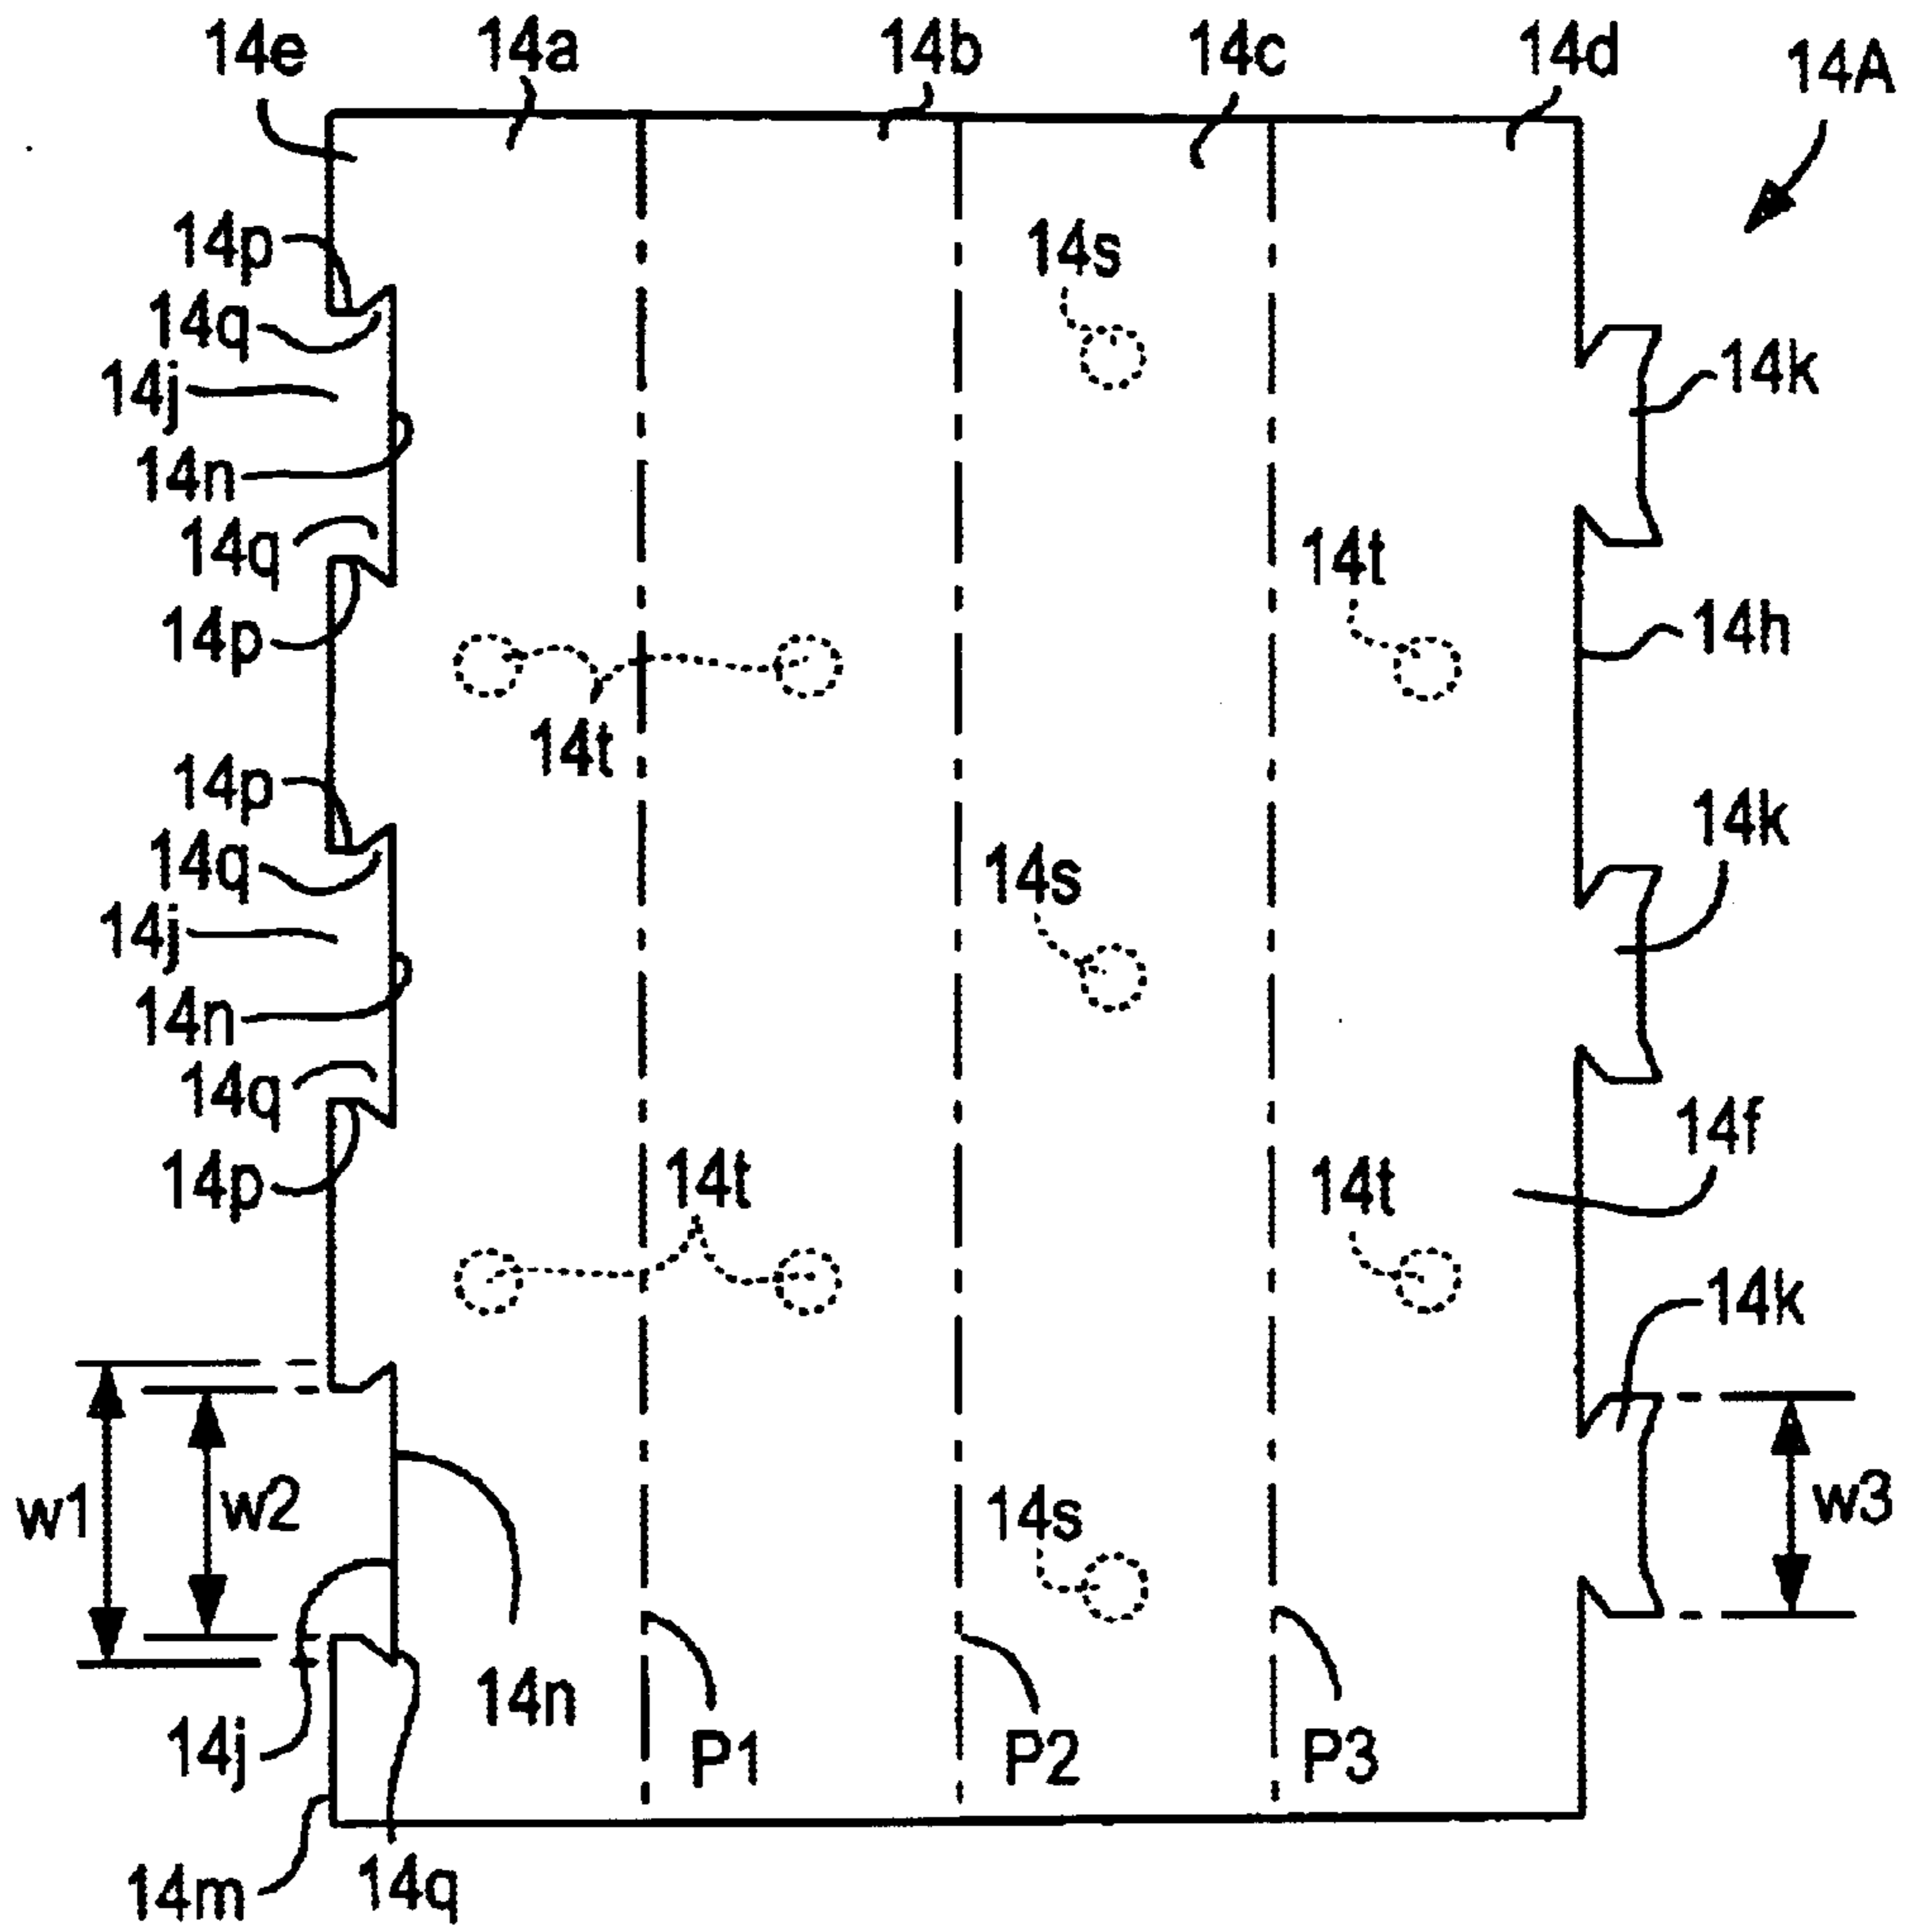 14e 14a 14b 14c 14d 14A
14p 14s
14q
14j 14k
14n
14q 14t
14p 14h
14t
14p
14q 14s 14k
14j
14n
14q 14f
14p 14t 14t
14k
w1 w2 14s w3
14n
14j P1 P2 P3
14m 14q